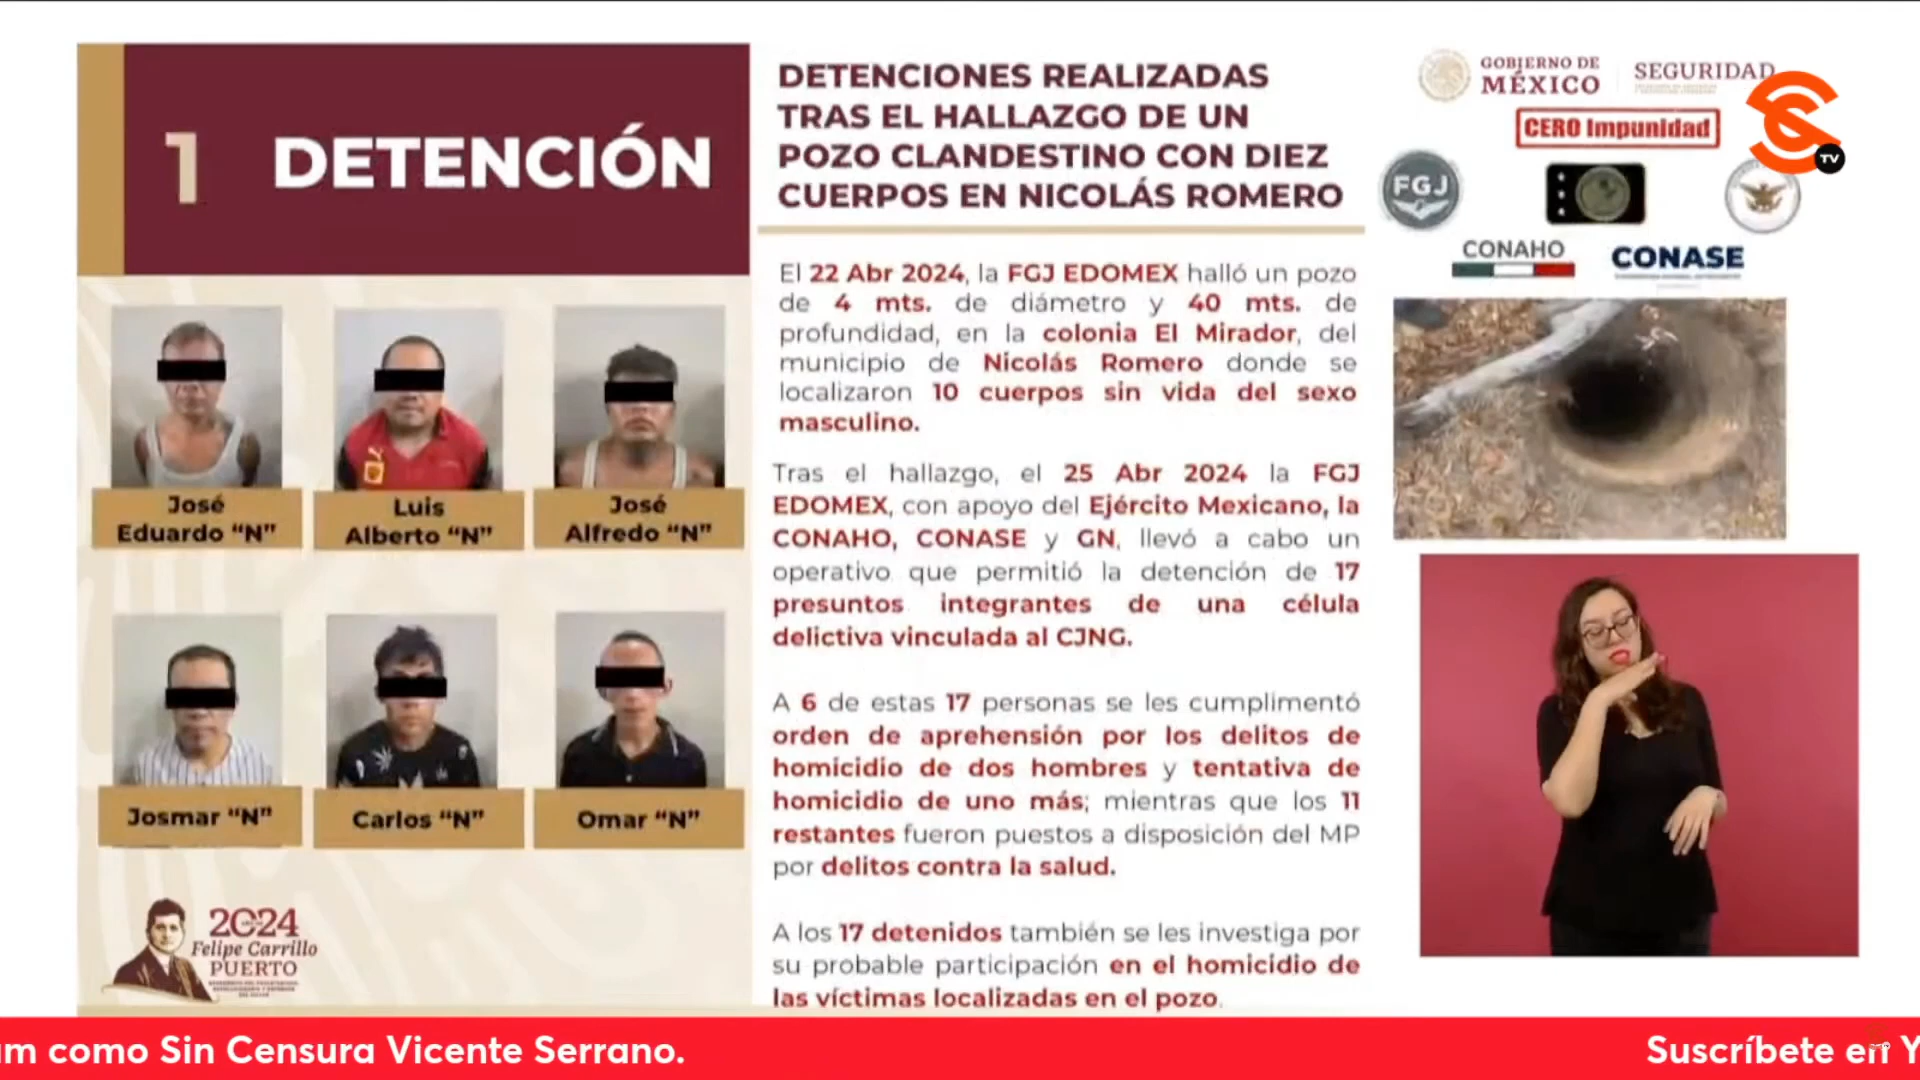 1
DETENCIÓN
José
Eduardo “N”
Luis
Alberto “N”
José
Alfredo “N”
Josmar “N”
Carlos “N”
Omar “N”
2024
Felipe Carrillo
PUERTO
DETENCIONES REALIZADAS
TRAS EL HALLAZGO DE UN
POZO CLANDESTINO CON DIEZ
CUERPOS EN NICOLÁS ROMERO
El 22 Abr 2024, la FGJ EDOMEX halló un pozo
de 4 mts. de diámetro y 40 mts. de
profundidad, en la colonia El Mirador, del
municipio de Nicolás Romero donde se
localizaron 10 cuerpos sin vida del sexo
masculino.
Tras el hallazgo, el 25 Abr 2024 la FGJ
EDOMEX, con apoyo del Ejército Mexicano, la
CONAHO, CONASE y GN, llevó a cabo un
operativo que permitió la detención de 17
presuntos integrantes de una célula
delictiva vinculada al CJNG.
A 6 de estas 17 personas se les cumplimentó
orden de aprehensión por los delitos de
homicidio de dos hombres y tentativa de
homicidio de uno más; mientras que los 11
restantes fueron puestos a disposición del MP
por delitos contra la salud.
A los 17 detenidos también se les investiga por
su probable participación en el homicidio de
las víctimas localizadas en el pozo.
GOBIERNO DE
MÉXICO
SEGURIDAD
CERO Impunidad
TV
FGJ
CONAHO
CONASE
am como Sin Censura Vicente Serrano.
Suscríbete en Y